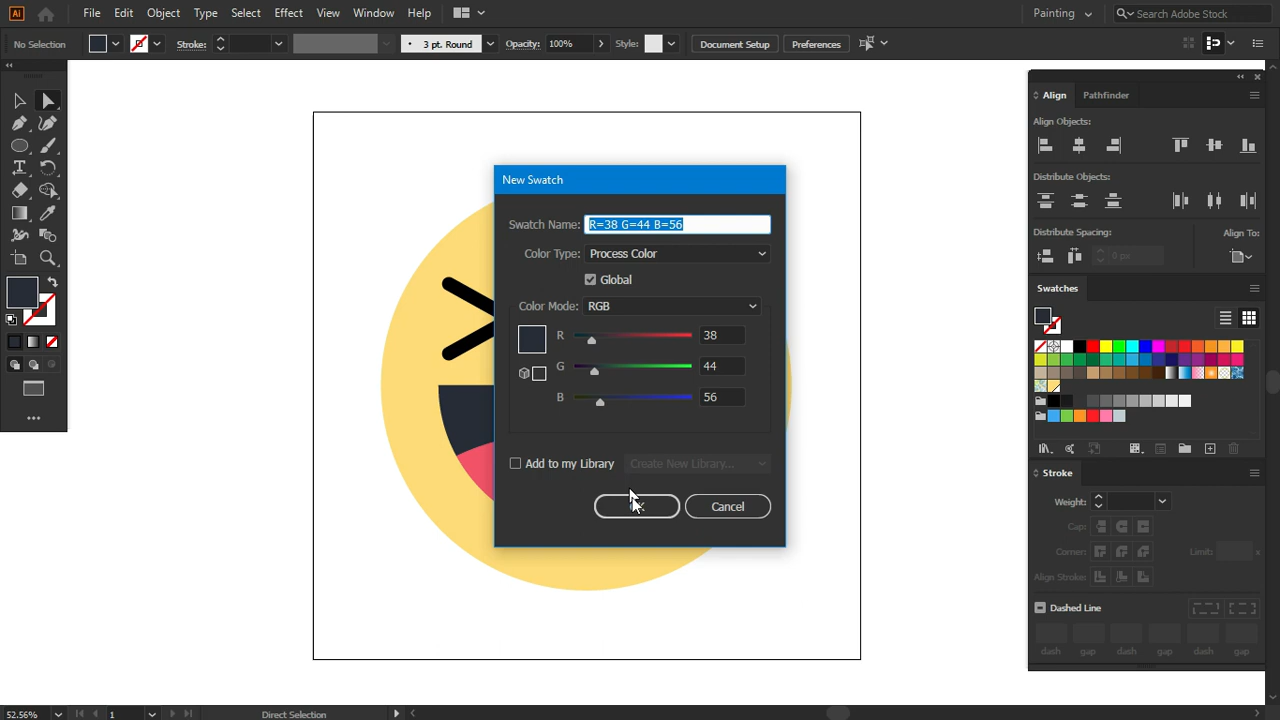 Ai File Edit Object Type Select Effect View Window Help Painting Search Adobe Stock
No Selection Stroke: 3 pt. Round Opacity: 100% Style: Document Setup Preferences
Align Pathfinder
Align Objects:
Distribute Objects:
Distribute Spacing: Align To:
0 px
Swatches
Stroke
Weight:
Cap:
Corner: Limit: x
Align Stroke:
Dashed Line
dash gap dash gap dash gap
New Swatch
Swatch Name: R=38 G=44 B=56
Color Type: Process Color
Global
Color Mode: RGB
R 38
G 44
B 56
Add to my Library Create New Library...
Cancel
52.56% 1 Direct Selection